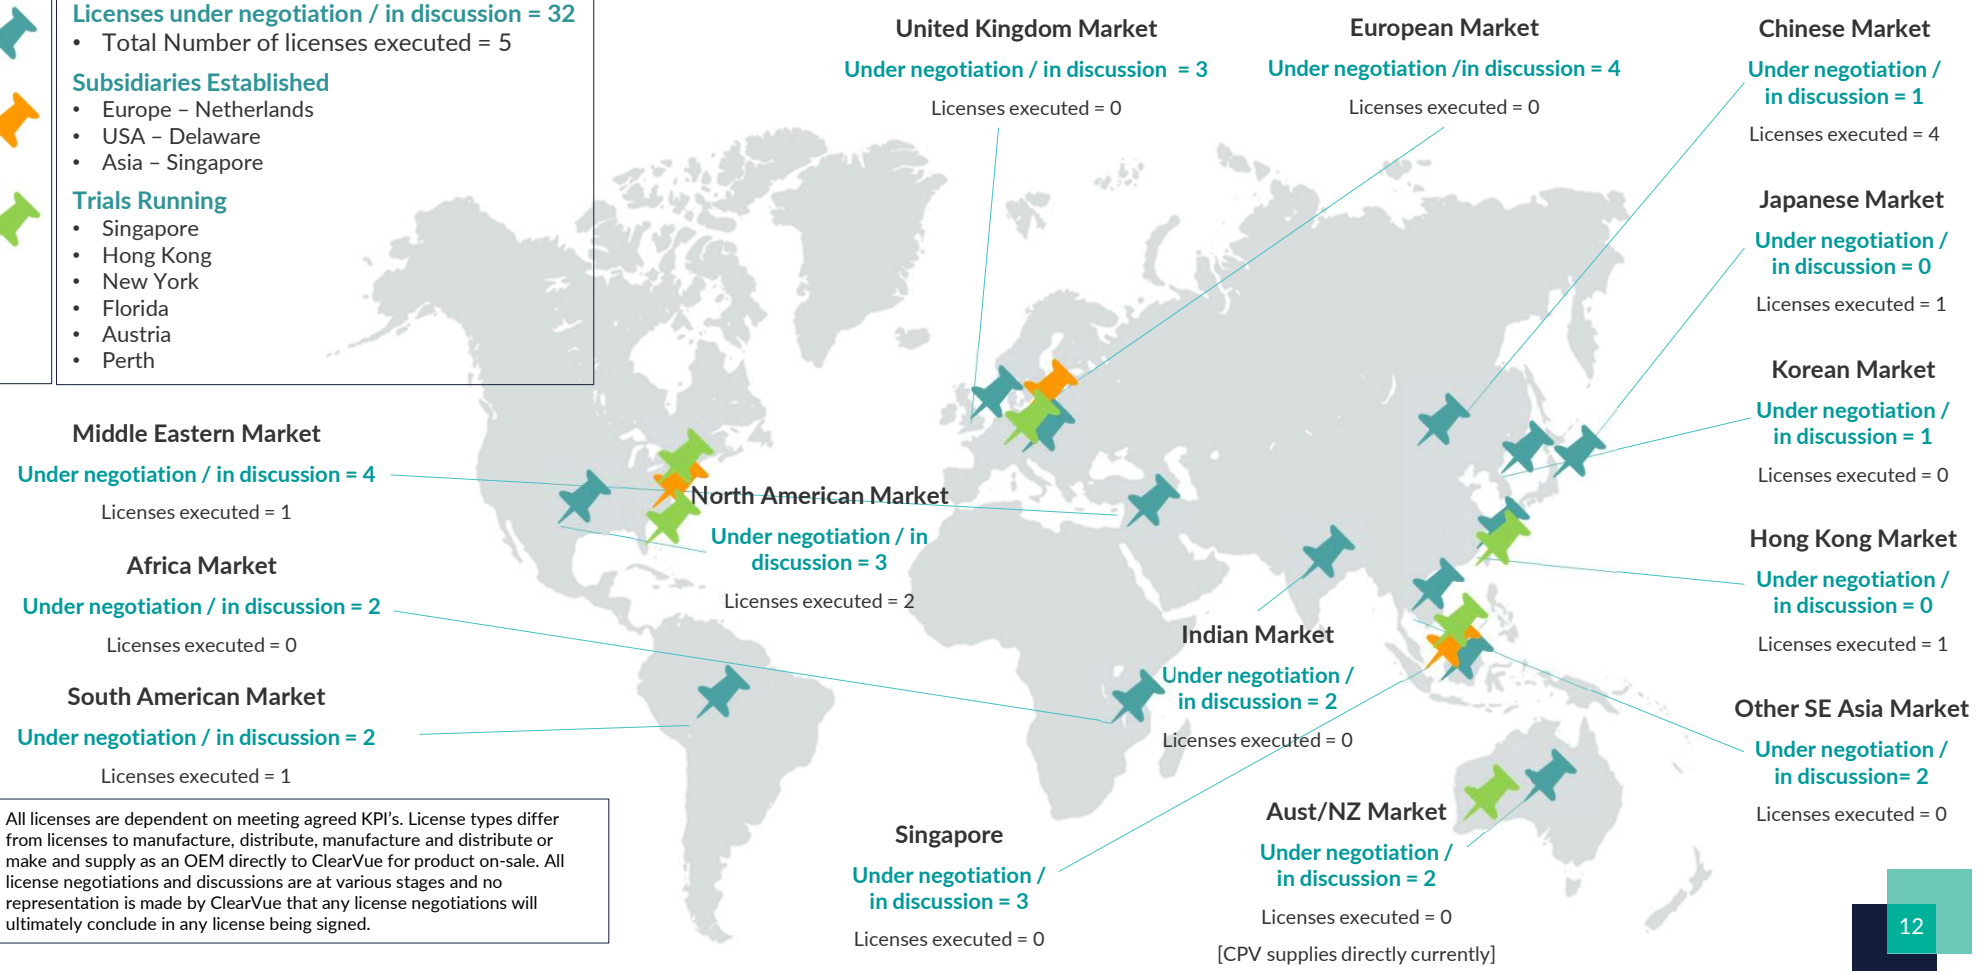 Licenses under negotiation / in discussion = 32
• Total Number of licenses executed = 5
Subsidiaries Established
• Europe – Netherlands
• USA – Delaware
• Asia – Singapore
Trials Running
• Singapore
• Hong Kong
• New York
• Florida
• Austria
• Perth
United Kingdom Market
Under negotiation / in discussion = 3
Licenses executed = 0
European Market
Under negotiation /in discussion = 4
Licenses executed = 0
Chinese Market
Under negotiation /
in discussion = 1
Licenses executed = 4
Japanese Market
Under negotiation /
in discussion = 0
Licenses executed = 1
Korean Market
Under negotiation /
in discussion = 1
Licenses executed = 0
Hong Kong Market
Under negotiation /
in discussion = 0
Licenses executed = 1
Other SE Asia Market
Under negotiation /
in discussion= 2
Licenses executed = 0
Middle Eastern Market
Under negotiation / in discussion = 4
Licenses executed = 1
Africa Market
Under negotiation / in discussion = 2
Licenses executed = 0
South American Market
Under negotiation / in discussion = 2
Licenses executed = 1
North American Market
Under negotiation / in
discussion = 3
Licenses executed = 2
Indian Market
Under negotiation /
in discussion = 2
Licenses executed = 0
Singapore
Under negotiation /
in discussion = 3
Licenses executed = 0
Aust/NZ Market
Under negotiation /
in discussion = 2
Licenses executed = 0
[CPV supplies directly currently]
All licenses are dependent on meeting agreed KPI's. License types differ
from licenses to manufacture, distribute, manufacture and distribute or
make and supply as an OEM directly to ClearVue for product on-sale. All
license negotiations and discussions are at various stages and no
representation is made by ClearVue that any license negotiations will
ultimately conclude in any license being signed.
12